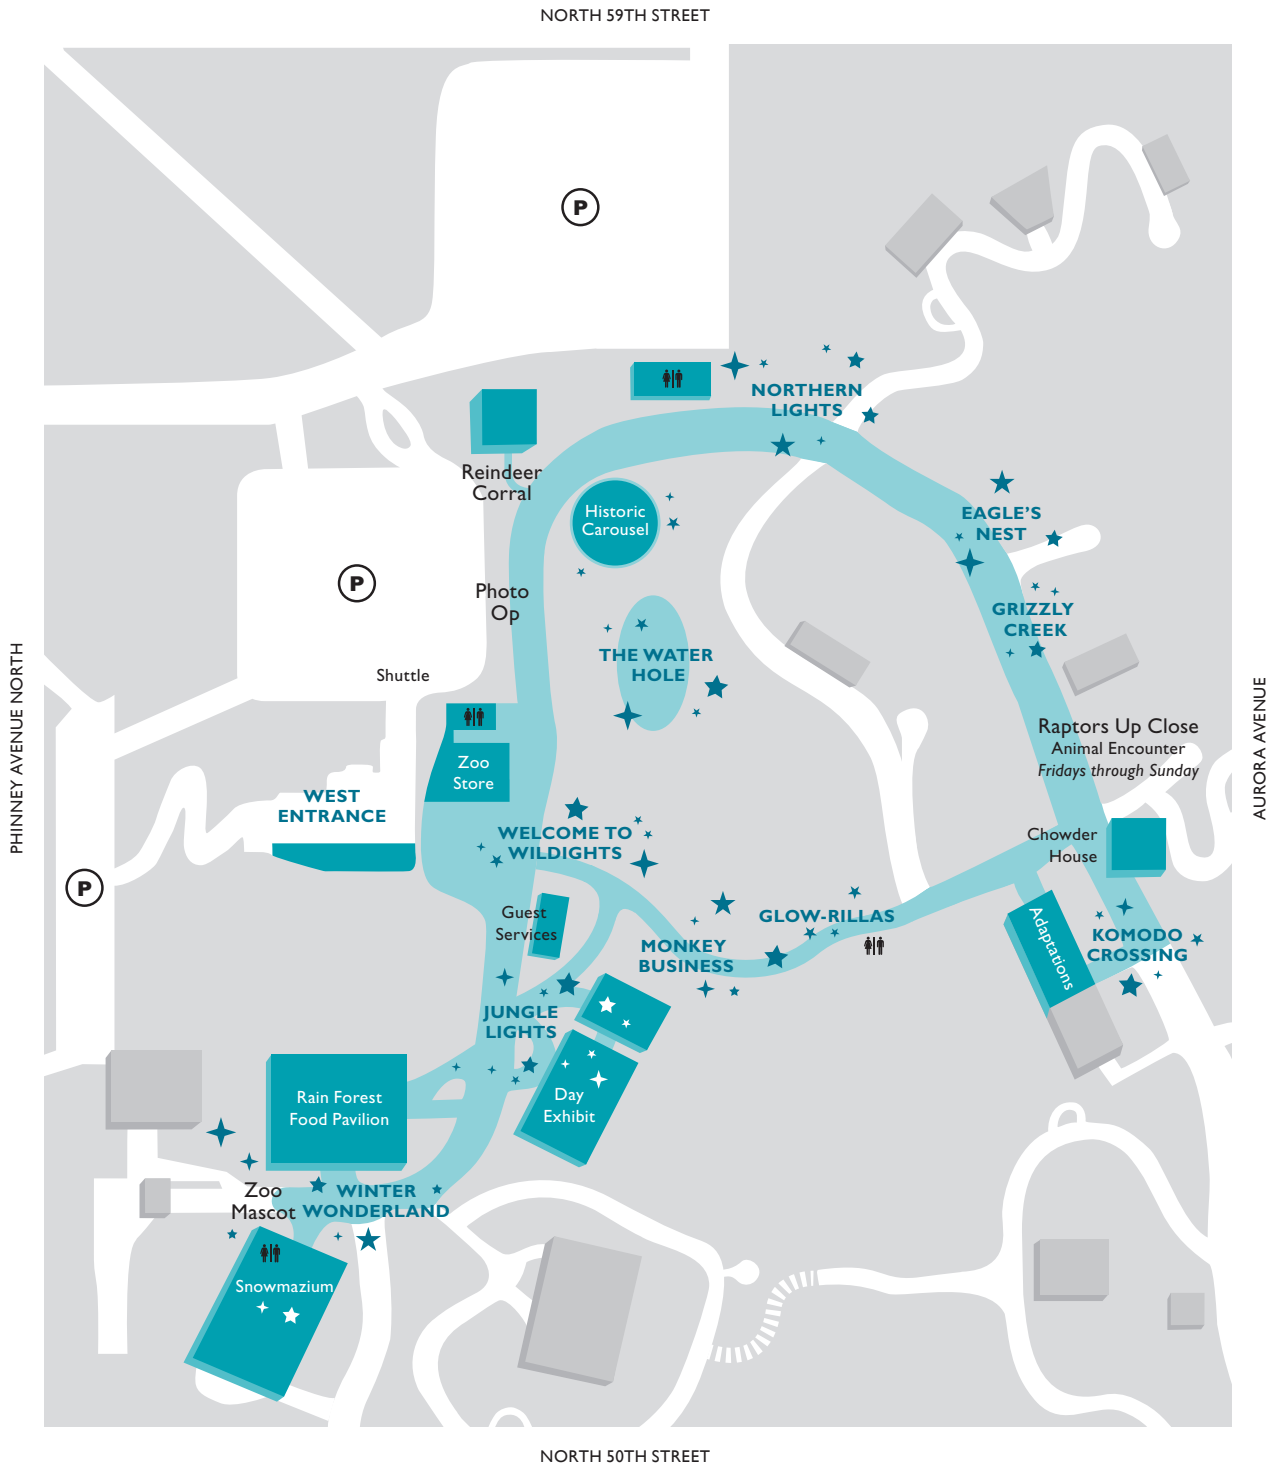 NORTH 59TH STREET
P
NORTHERN
LIGHTS
Reindeer
Corral
EAGLE'S
NEST
Historic
Carousel
P
Photo
Op
GRIZZLY
CREEK
THE WATER
HOLE
Shuttle
PHINNEY AVENUE NORTH
AURORA AVENUE
Raptors Up Close
Animal Encounter
Fridays through Sunday
Zoo
Store
WEST
ENTRANCE
WELCOME TO
WILDIGHTS
Chowder
House
P
Guest
Services
GLOW-RILLAS
MONKEY
BUSINESS
Adaptations
KOMODO
CROSSING
JUNGLE
LIGHTS
Rain Forest
Food Pavilion
Day
Exhibit
Zoo
Mascot
WINTER
WONDERLAND
Snowmazium
NORTH 50TH STREET